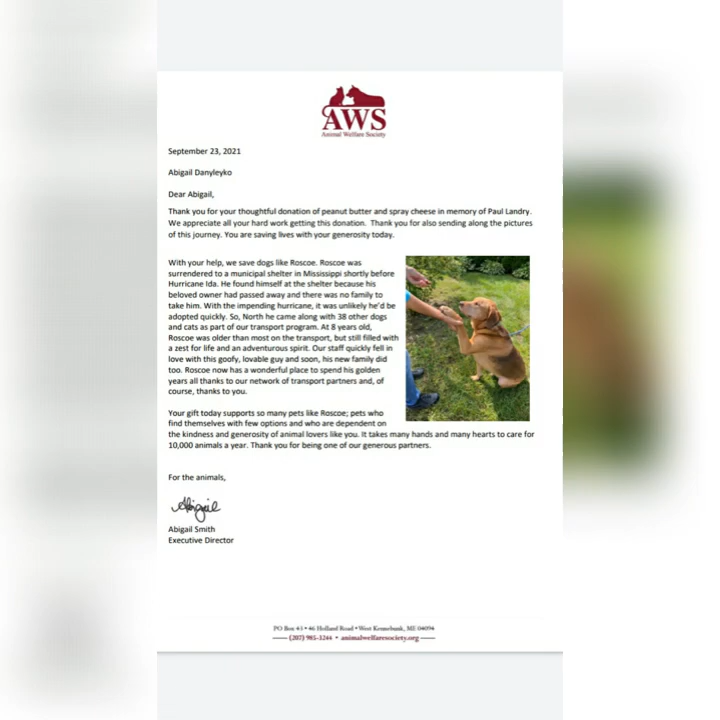 AWS
Animal Welfare Society
September 23, 2021
Abigail Danyleyko
Dear Abigail,
Thank you for your thoughtful donation of peanut butter and spray cheese in memory of Paul Landry.
We appreciate all your hard work getting this donation. Thank you for also sending along the pictures
of this journey. You are saving lives with your generosity today.
With your help, we save dogs like Roscoe. Roscoe was
surrendered to a municipal shelter in Mississippi shortly before
Hurricane Ida. He found himself at the shelter because his
beloved owner had passed away and there was no family to
take him. With the impending hurricane, it was unlikely he'd be
adopted quickly. So, North he came along with 38 other dogs
and cats as part of our transport program. At 8 years old,
Roscoe was older than most on the transport, but still filled with
a zest for life and an adventurous spirit. Our staff quickly fell in
love with this goofy, lovable guy and soon, his new family did
too. Roscoe now has a wonderful place to spend his golden
years all thanks to our network of transport partners and, of
course, thanks to you.
Your gift today supports so many pets like Roscoe; pets who
find themselves with few options and who are dependent on
the kindness and generosity of animal lovers like you. It takes many hands and many hearts to care for
10,000 animals a year. Thank you for being one of our generous partners.
For the animals,
Abigail
Abigail Smith
Executive Director
PO Box 43 • 46 Holland Road • West Kennebunk, ME 04094
(207) 985-3244 • animalwelfaresociety.org